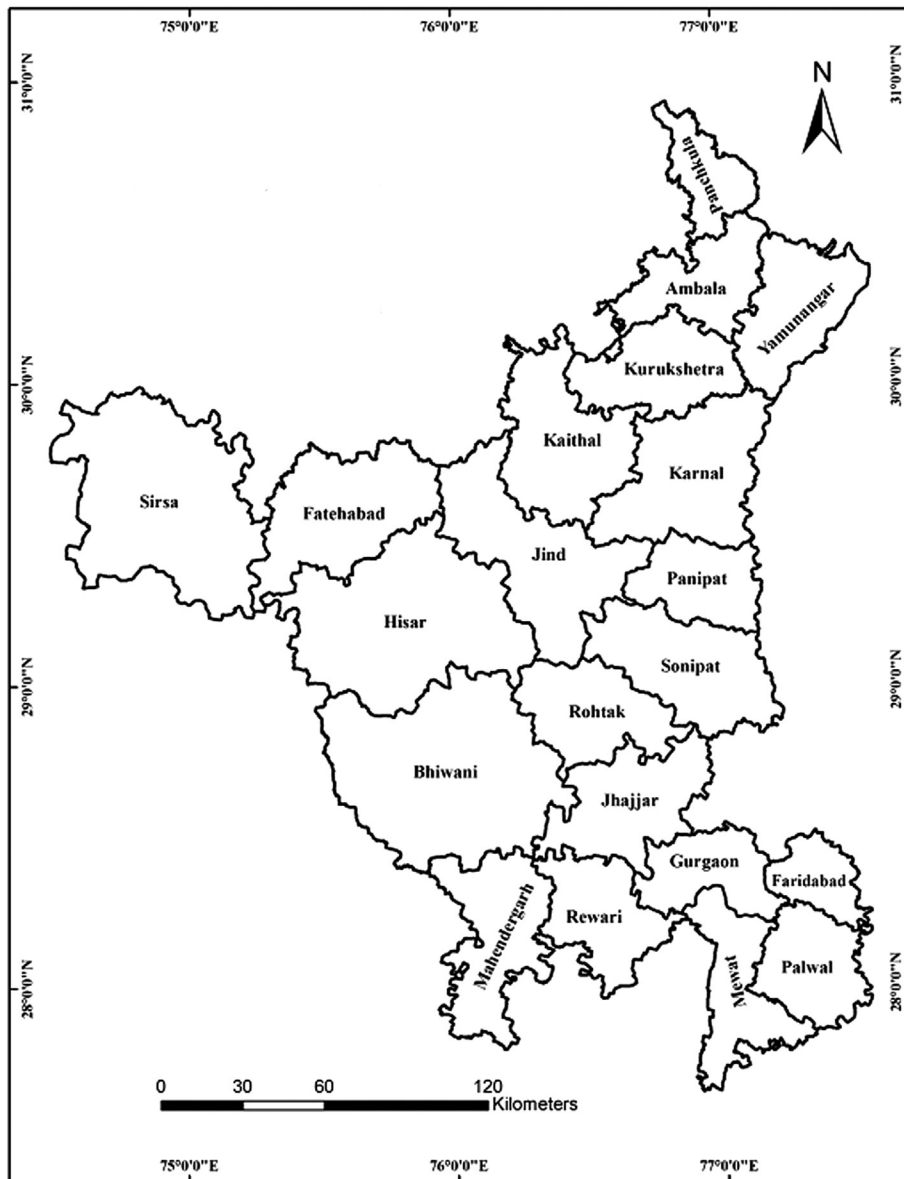 75°0'0"E 76°0'0"E 77°0'0"E
31°0'0"N 31°0'0"N
N
Panchkula
Ambala
Yamunangar
Kurukshetra
30°0'0"N 30°0'0"N
Kaithal
Karnal
Sirsa
Fatehabad
Jind
Panipat
Hisar
Sonipat
29°0'0"N 29°0'0"N
Rohtak
Bhiwani
Jhajjar
Gurgaon
Faridabad
Rewari
Mahendergarh
Palwal
Mewat
28°0'0"N 28°0'0"N
0 30 60 120
Kilometers
75°0'0"E 76°0'0"E 77°0'0"E